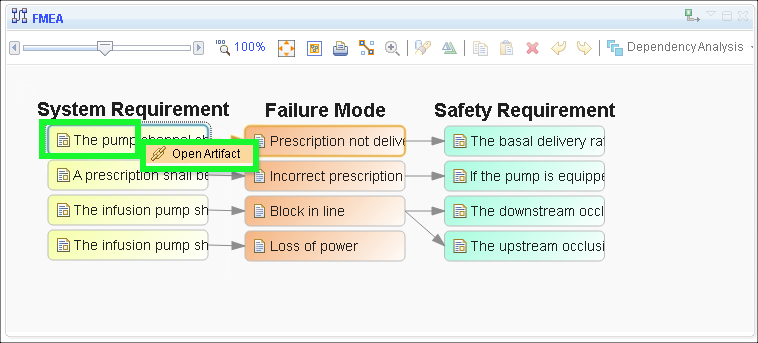 FMEA
100%
DependencyAnalysis
System Requirement Failure Mode Safety Requirement
The pump channel sh Prescription not delive The basal delivery rat
Open Artifact
A prescription shall be Incorrect prescription If the pump is equippe
The infusion pump sh Block in line The downstream occl
The infusion pump sh Loss of power The upstream occlusi